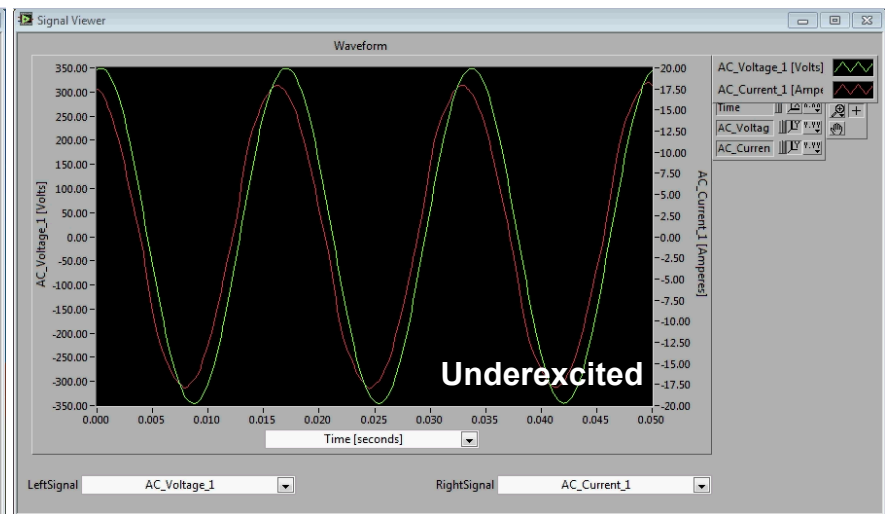 Signal Viewer
Waveform
350.00
300.00
250.00
200.00
150.00
100.00
50.00
0.00
-50.00
-100.00
-150.00
-200.00
-250.00
-300.00
-350.00
AC_Voltage_1 [Volts]
20.00
17.50
15.00
12.50
10.00
7.50
5.00
2.50
0.00
-2.50
-5.00
-7.50
-10.00
-12.50
-15.00
-17.50
-20.00
AC_Current_1 [Amperes]
Underexcited
0.000 0.005 0.010 0.015 0.020 0.025 0.030 0.035 0.040 0.045 0.050
Time [seconds]
AC_Voltage_1 [Volts]
AC_Current_1 [Ampe
Time
AC_Voltag
AC_Curren
LeftSignal AC_Voltage_1
RightSignal AC_Current_1